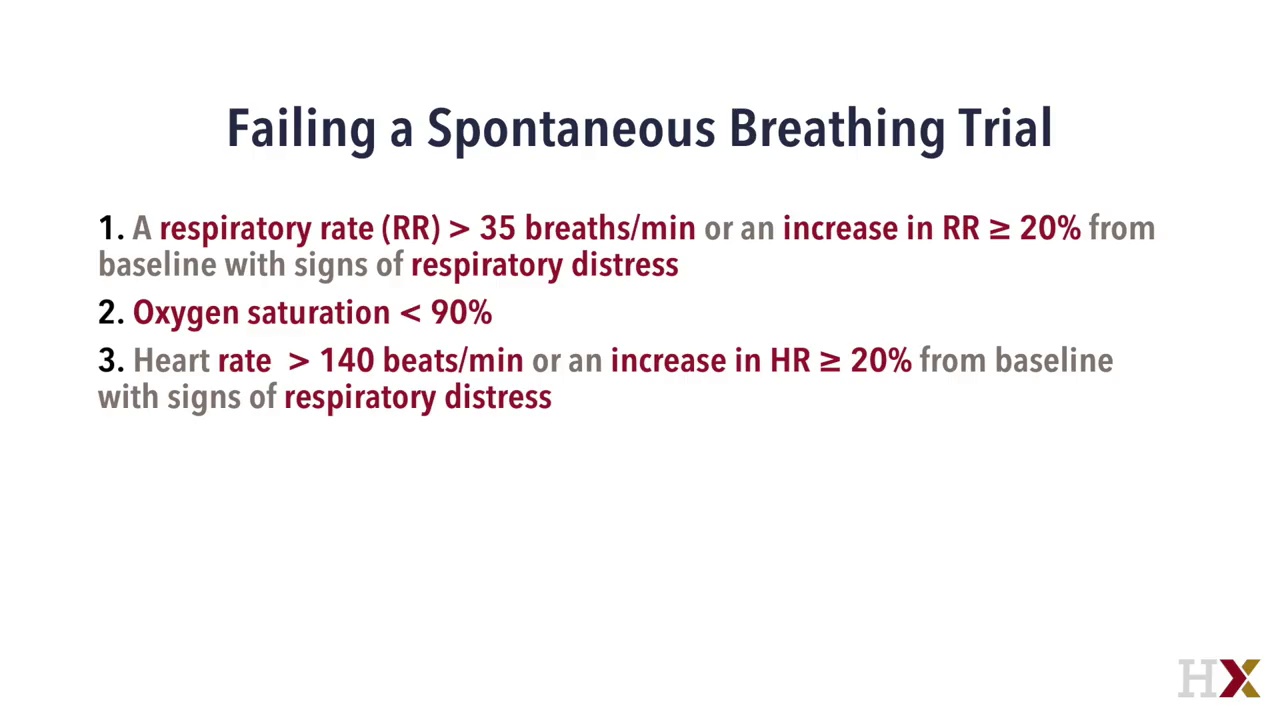 Failing a Spontaneous Breathing Trial
1. A respiratory rate (RR) > 35 breaths/min or an increase in RR ≥ 20% from
baseline with signs of respiratory distress
2. Oxygen saturation < 90%
3. Heart rate  > 140 beats/min or an increase in HR ≥ 20% from baseline
with signs of respiratory distress
HX